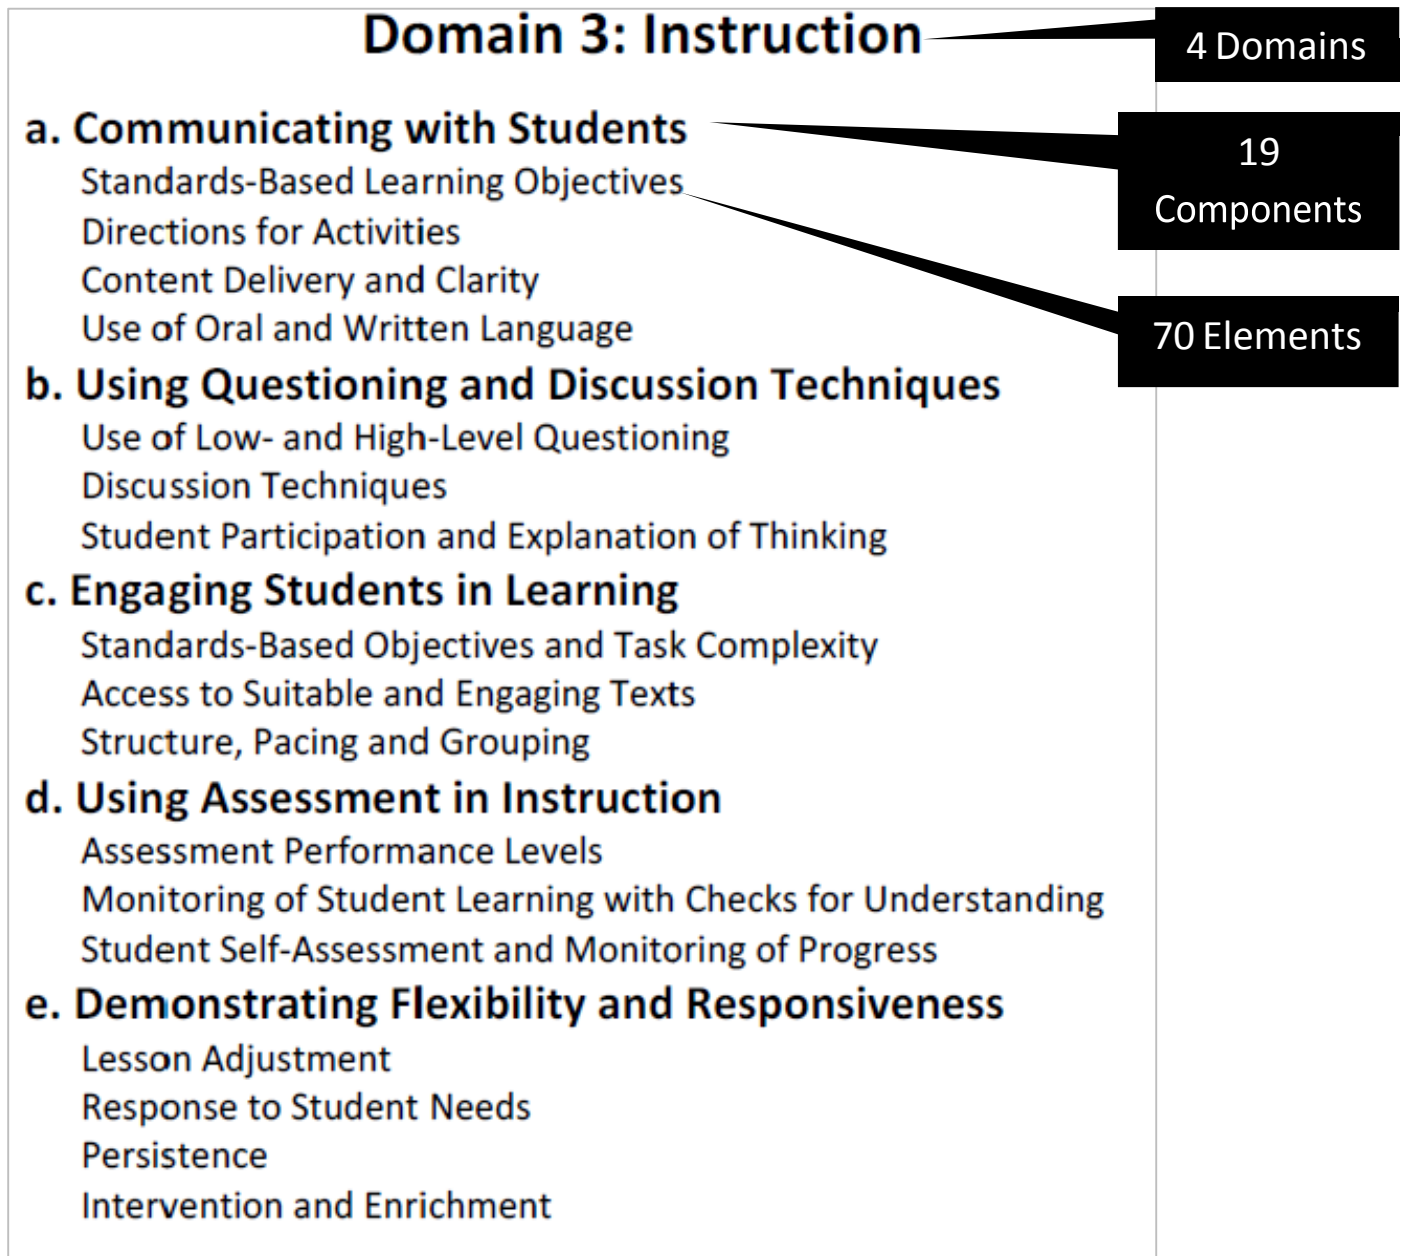 Domain 3: Instruction
4 Domains
a. Communicating with Students
19
Components
Standards-Based Learning Objectives
Directions for Activities
Content Delivery and Clarity
Use of Oral and Written Language
70 Elements
b. Using Questioning and Discussion Techniques
Use of Low- and High-Level Questioning
Discussion Techniques
Student Participation and Explanation of Thinking
c. Engaging Students in Learning
Standards-Based Objectives and Task Complexity
Access to Suitable and Engaging Texts
Structure, Pacing and Grouping
d. Using Assessment in Instruction
Assessment Performance Levels
Monitoring of Student Learning with Checks for Understanding
Student Self-Assessment and Monitoring of Progress
e. Demonstrating Flexibility and Responsiveness
Lesson Adjustment
Response to Student Needs
Persistence
Intervention and Enrichment